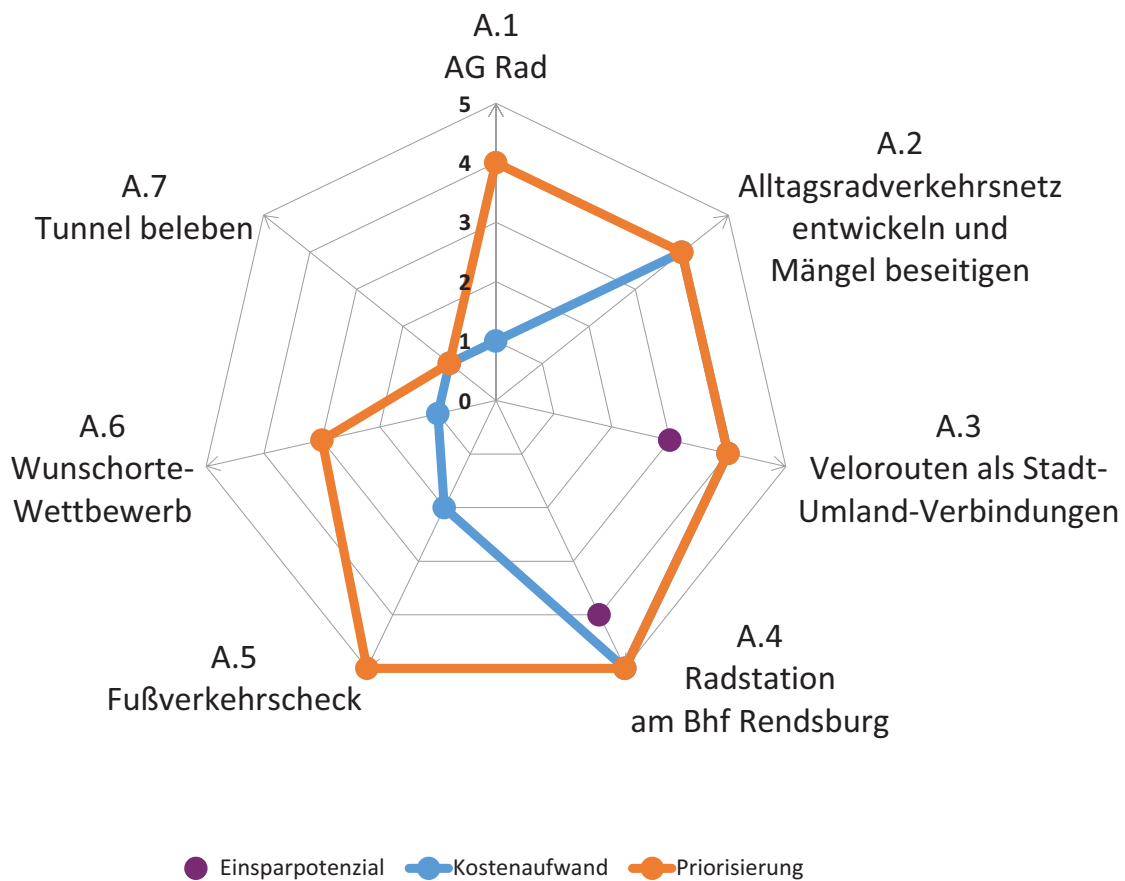 A.1
AG Rad
5
4
3
2
1
0
A.2
Alltagsradverkehrsnetz
entwickeln und
Mängel beseitigen
A.3
Velorouten als Stadt-
Umland-Verbindungen
A.4
Radstation
am Bhf Rendsburg
A.5
Fußverkehrscheck
A.6
Wunschorte-
Wettbewerb
A.7
Tunnel beleben
Einsparpotenzial Kostenaufwand Priorisierung